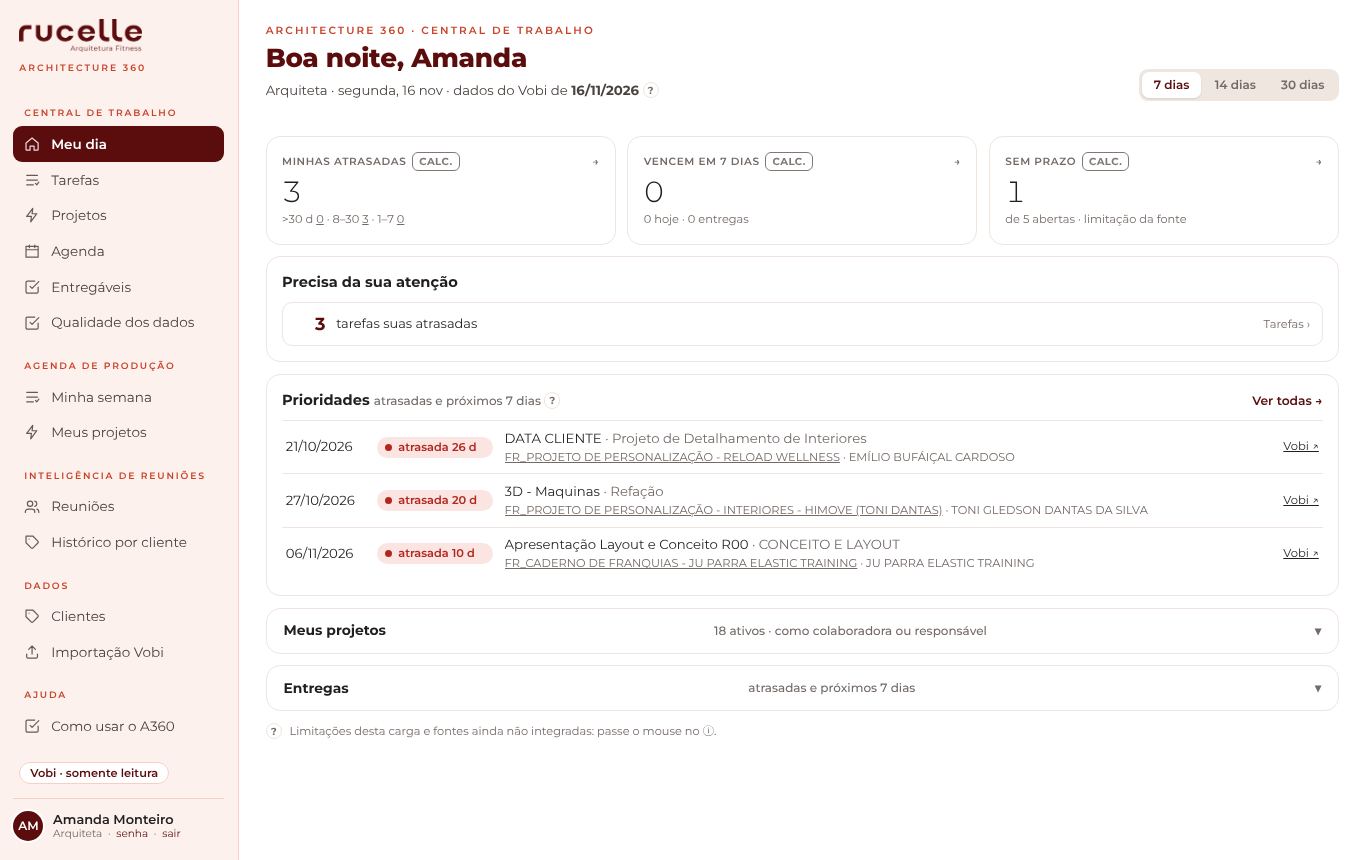 rucelle
Arquitetura Fitness
ARCHITECTURE 360
CENTRAL DE TRABALHO
Meu dia
Tarefas
Projetos
Agenda
Entregáveis
Qualidade dos dados
AGENDA DE PRODUÇÃO
Minha semana
Meus projetos
INTELIGÊNCIA DE REUNIÕES
Reuniões
Histórico por cliente
DADOS
Clientes
Importação Vobi
AJUDA
Como usar o A360
Vobi · somente leitura
AM
Amanda Monteiro
Arquiteta · senha · sair
ARCHITECTURE 360 · CENTRAL DE TRABALHO
Boa noite, Amanda
Arquiteta · segunda, 16 nov · dados do Vobi de 16/11/2026 ?
7 dias 14 dias 30 dias
MINHAS ATRASADAS CALC. →
3
>30 d 0 · 8–30 3 · 1–7 0
VENCEM EM 7 DIAS CALC. →
0
0 hoje · 0 entregas
SEM PRAZO CALC. →
1
de 5 abertas · limitação da fonte
Precisa da sua atenção
3 tarefas suas atrasadas Tarefas ›
Prioridades atrasadas e próximos 7 dias ? Ver todas →
21/10/2026 atrasada 26 d DATA CLIENTE · Projeto de Detalhamento de Interiores Vobi ↗
FR_PROJETO DE PERSONALIZAÇÃO - RELOAD WELLNESS · EMÍLIO BUFÁIÇAL CARDOSO
27/10/2026 atrasada 20 d 3D - Maquinas · Refação Vobi ↗
FR_PROJETO DE PERSONALIZAÇÃO - INTERIORES - HIMOVE (TONI DANTAS) · TONI GLEDSON DANTAS DA SILVA
06/11/2026 atrasada 10 d Apresentação Layout e Conceito R00 · CONCEITO E LAYOUT Vobi ↗
FR_CADERNO DE FRANQUIAS - JU PARRA ELASTIC TRAINING · JU PARRA ELASTIC TRAINING
Meus projetos 18 ativos · como colaboradora ou responsável ▾
Entregas atrasadas e próximos 7 dias ▾
? Limitações desta carga e fontes ainda não integradas: passe o mouse no ⓘ.